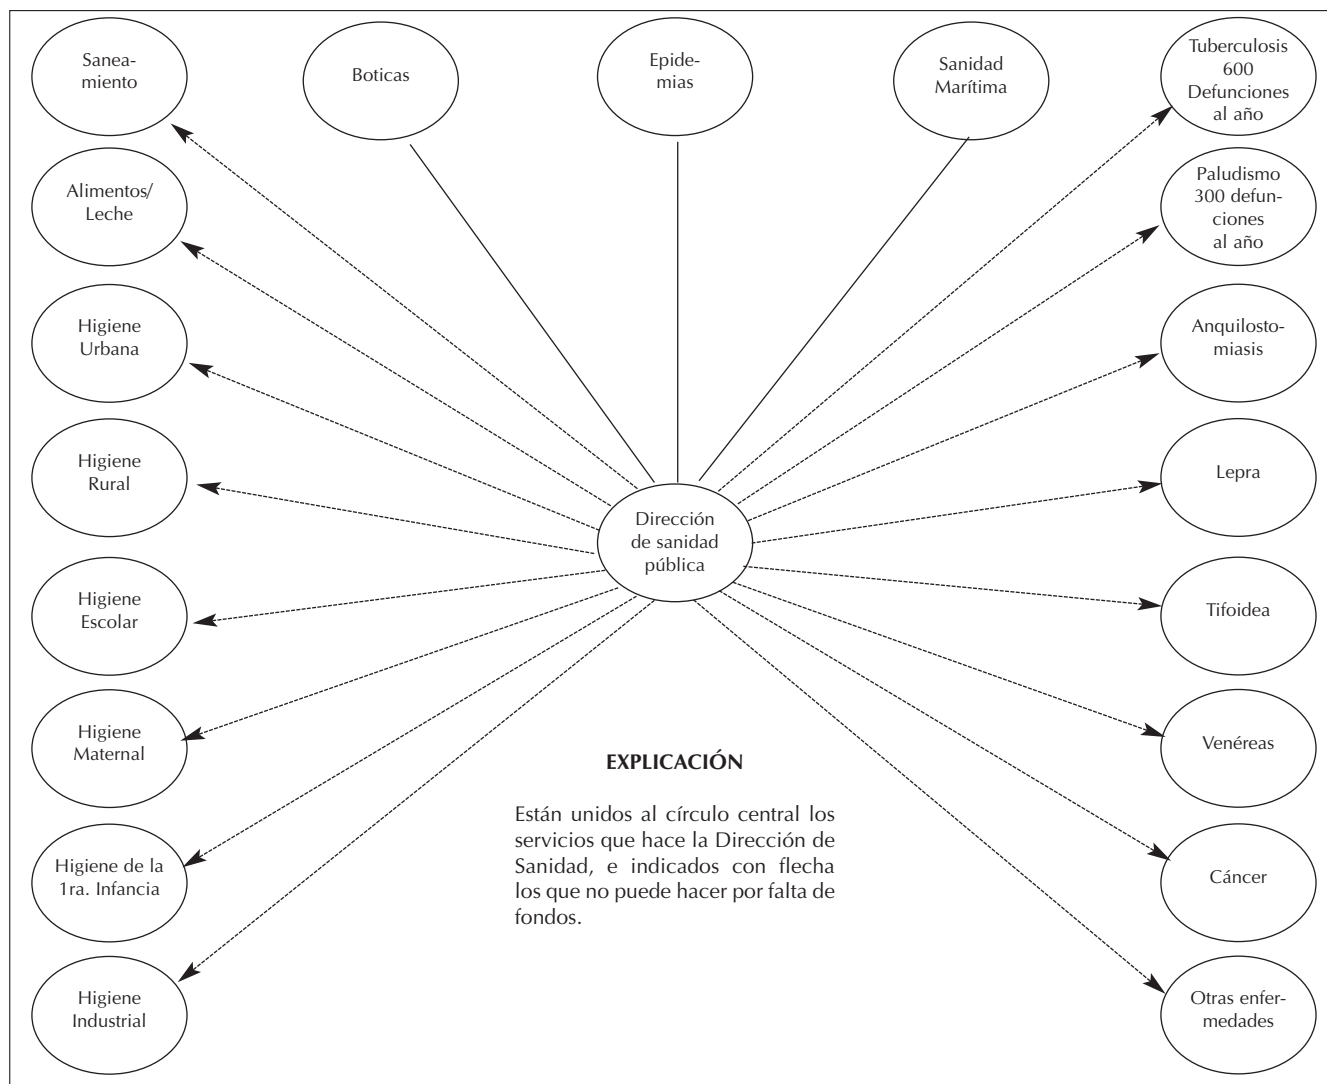 Sanea-
miento
Boticas
Epide-
mias
Sanidad
Marítima
Tuberculosis
600
Defunciones
al año
Alimentos/
Leche
Paludismo
300 defun-
ciones
al año
Higiene
Urbana
Anquilosto-
miasis
Higiene
Rural
Lepra
Dirección
de sanidad
pública
Higiene
Escolar
Tifoidea
Higiene
Maternal
Venéreas
EXPLICACIÓN
Están unidos al círculo central los
servicios que hace la Dirección de
Sanidad, e indicados con flecha
los que no puede hacer por falta de
fondos.
Higiene de la
1ra. Infancia
Cáncer
Higiene
Industrial
Otras enfer-
medades